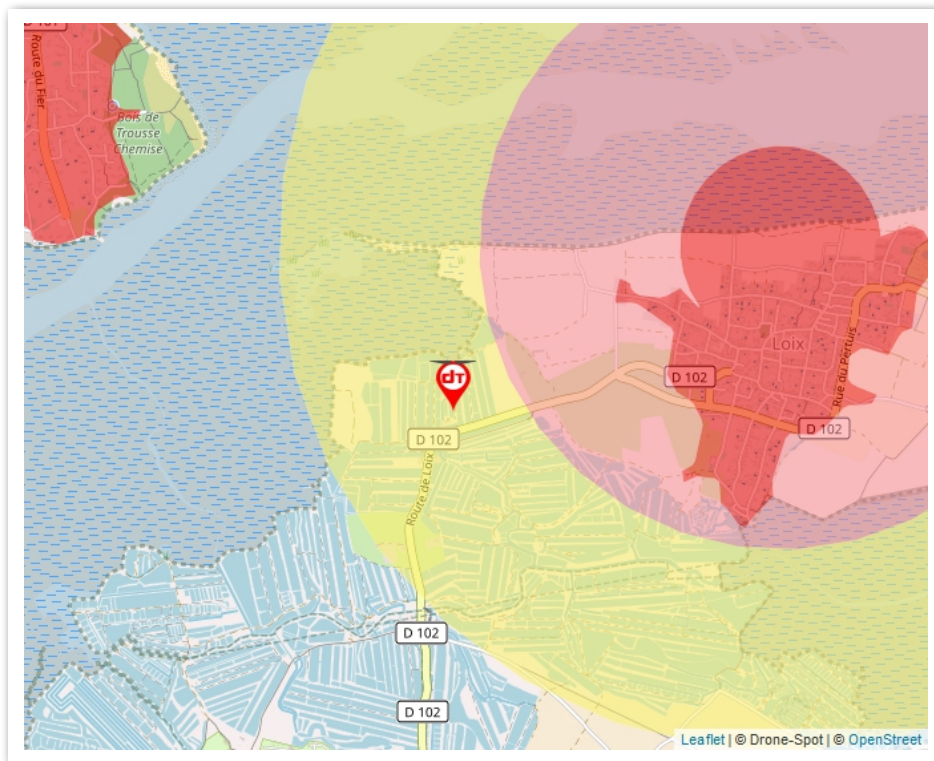 Route du Fier
Bois de
Trousse
Chemise
Loix
Rue du Pertuis
D 102
D 102
dT
D 102
Route de Loix
D 102
D 102
Leaflet | © Drone-Spot | © OpenStreet